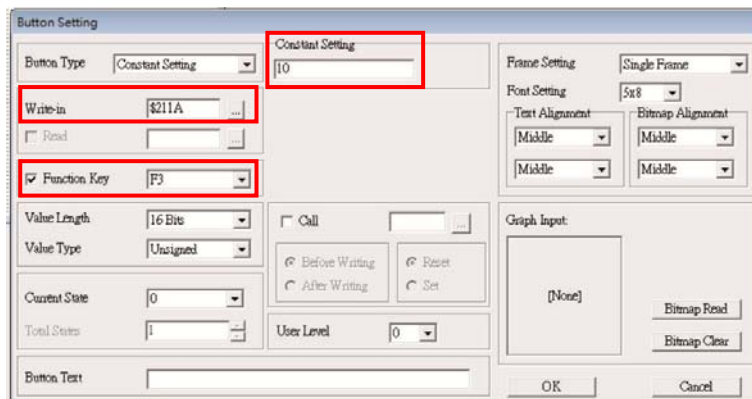 Button Setting
Button Type Constant Setting
Constant Setting
10
Write-in $211A ...
Read ...
Function Key F3
Value Length 16 Bits
Value Type Unsigned
Current State 0
Total States 1
Call ...
Before Writing Reset
After Writing Set
User Level 0
Button Text
Frame Setting Single Frame
Font Setting 5x8
Text Alignment Bitmap Alignment
Middle Middle
Middle Middle
Graph Input:
[None]
Bitmap Read
Bitmap Clear
OK Cancel